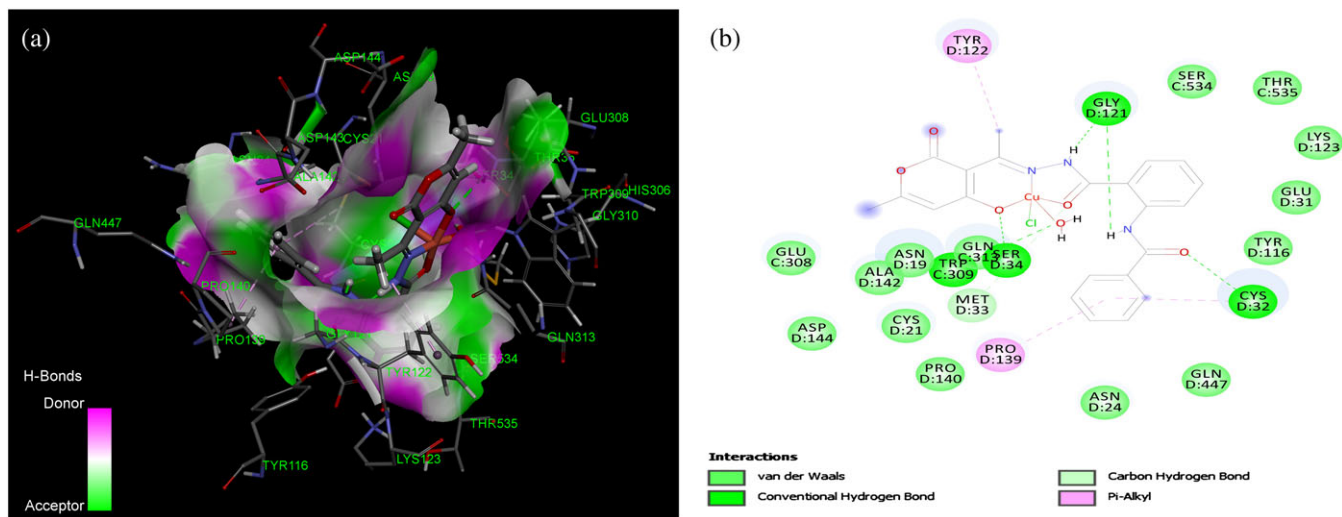 (a)
ASP144
GLU308
ASP143
CYS21
THR35
HIS306
TRP309
GLY310
ALA142
GLN447
PRO140
PRO139
GLN313
SER534
TYR122
THR535
LYS123
TYR116
H-Bonds
Donor
Acceptor
(b)
TYR
D:122
GLY
D:121
SER
C:534
THR
C:535
LYS
D:123
GLU
D:31
TYR
D:116
CYS
D:32
GLN
D:447
ASN
D:24
PRO
D:139
PRO
D:140
MET
D:33
CYS
D:21
ASP
D:144
ALA
D:142
ASN
D:19
TRP
C:309
GLN
C:313
SER
D:34
GLU
C:308
O
O
N
NH
H
Cu
Cl
O
O
O
H
H
H
N
O
Interactions
van der Waals
Conventional Hydrogen Bond
Carbon Hydrogen Bond
Pi-Alkyl